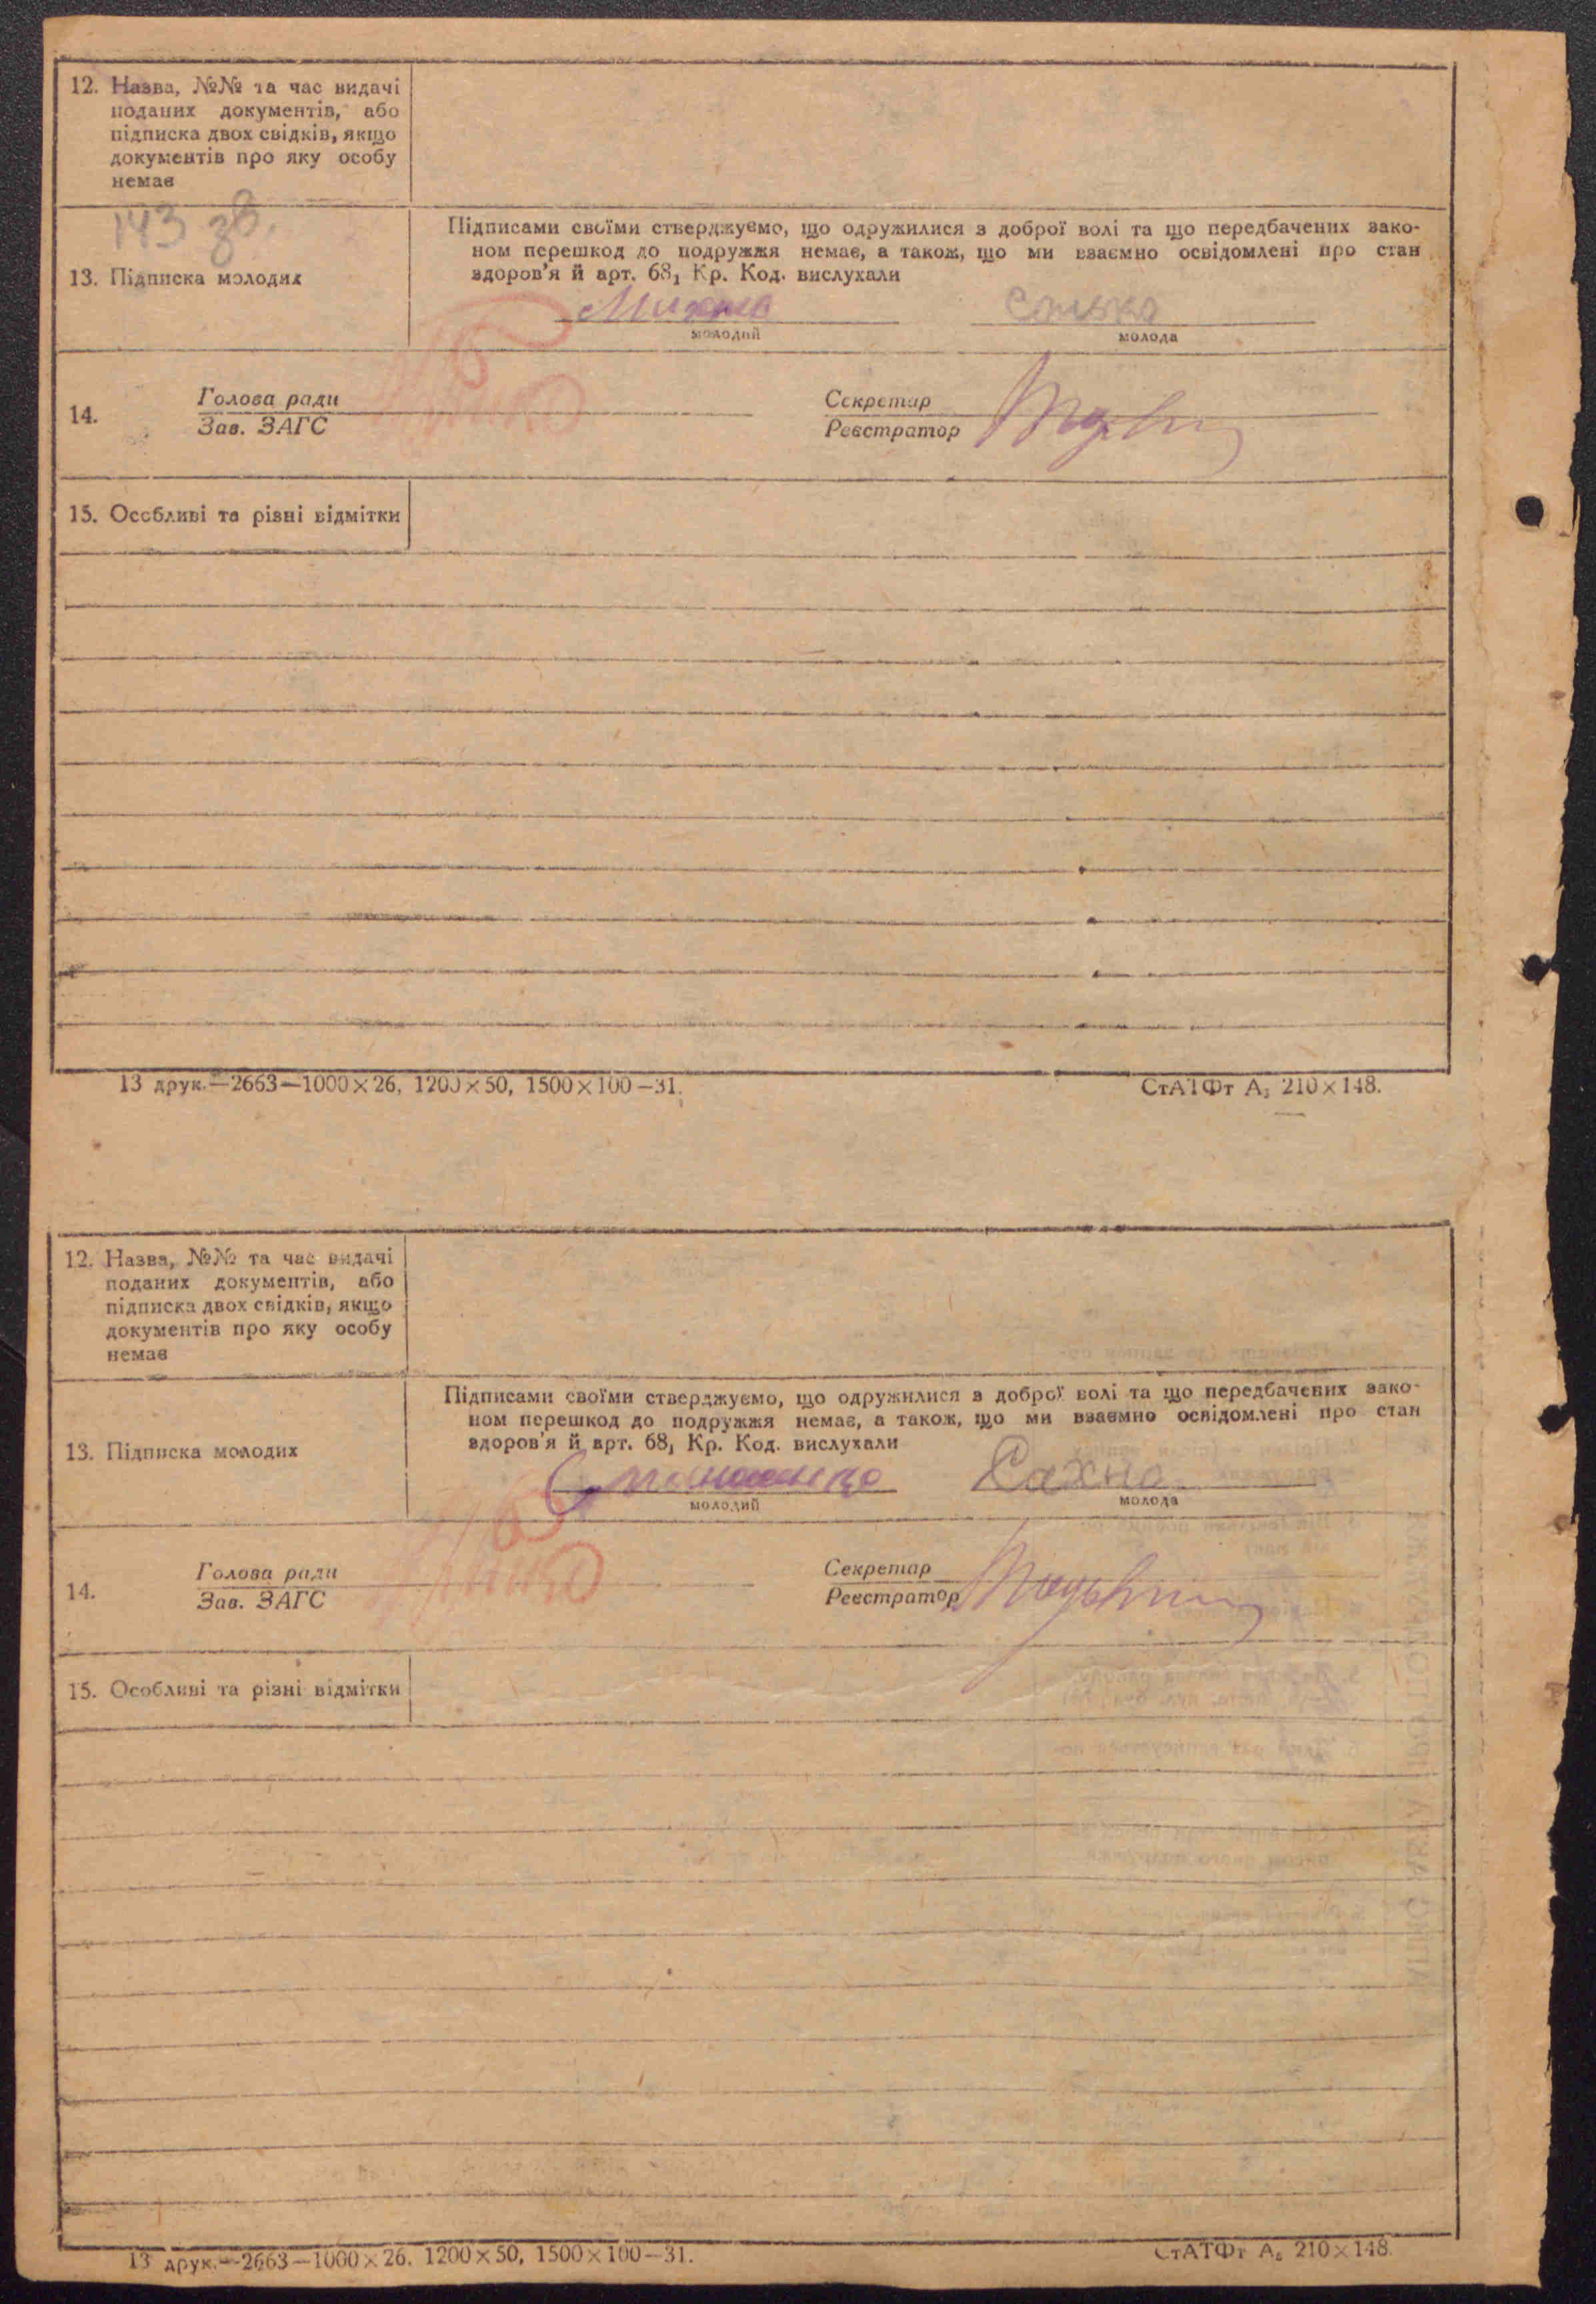 12. Назва, №№ та час видачі
поданих документів, або
підписка двох свідків, якщо
документів про яку особу
немає
143 зв.
Підписами своїми стверджуємо, що одружилися з доброї волі та що передбачених зако-
ном перешкод до подружжя немає, а також, що ми взаємно освідомлені про стан
здоров'я й арт. 68, Кр. Код. вислухали
13. Підписка молодих
молодий
молода
14.
Голова ради
Зав. ЗАГС
Секретар
Реєстратор
15. Особливі та різні відмітки
13 друк.—2663—1000×26, 1200×50, 1500×100—31.
СтАТФт А₅ 210×148.
12. Назва, №№ та час видачі
поданих документів, або
підписка двох свідків, якщо
документів про яку особу
немає
Підписами своїми стверджуємо, що одружилися з доброї волі та що передбачених зако-
ном перешкод до подружжя немає, а також, що ми взаємно освідомлені про стан
здоров'я й арт. 68, Кр. Код. вислухали
13. Підписка молодих
Сахно
молодий
молода
14.
Голова ради
Зав. ЗАГС
Секретар
Реєстратор
15. Особливі та різні відмітки
13 друк.—2663—1000×26. 1200×50, 1500×100—31.
СтАТФт А₅ 210×148.